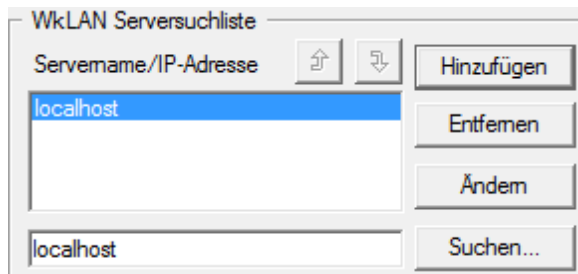 WkLAN Serversuchliste
Servername/IP-Adresse
Hinzufügen
localhost
Entfernen
Ändern
localhost
Suchen...